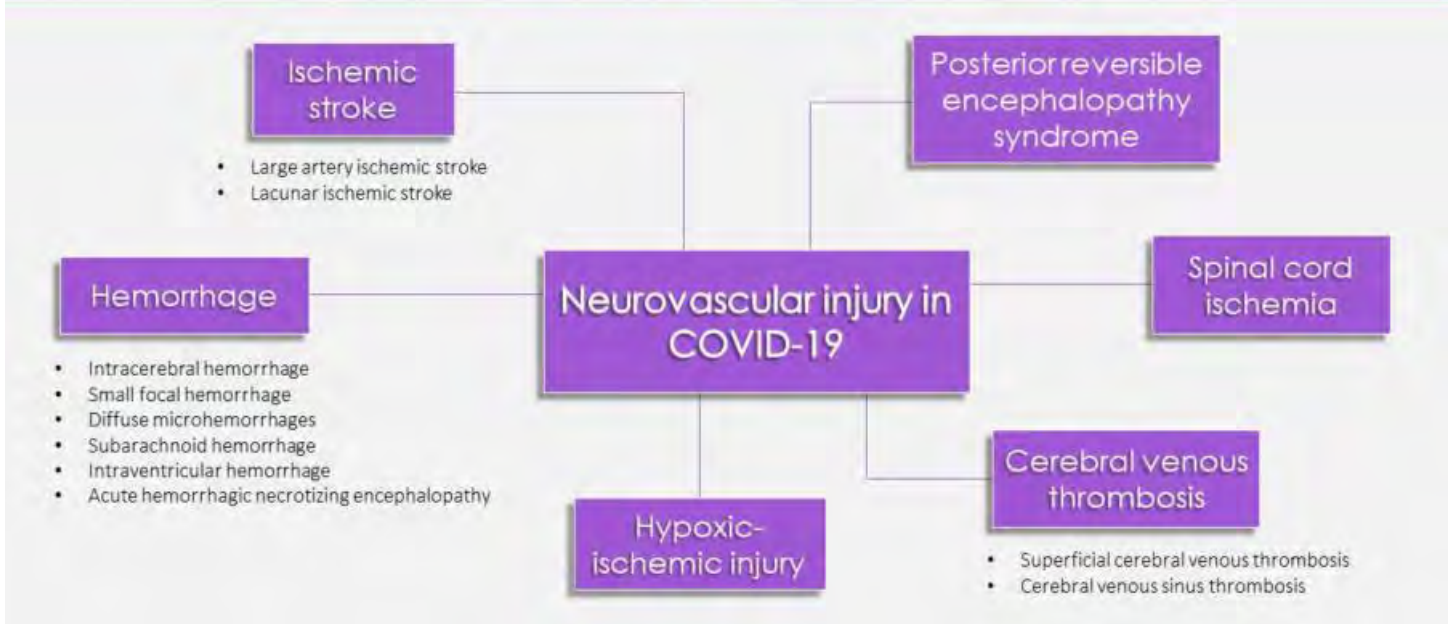 Ischemic
stroke
• Large artery ischemic stroke
• Lacunar ischemic stroke
Posterior reversible
encephalopathy
syndrome
Hemorrhage
• Intracerebral hemorrhage
• Small focal hemorrhage
• Diffuse microhemorrhages
• Subarachnoid hemorrhage
• Intraventricular hemorrhage
• Acute hemorrhagic necrotizing encephalopathy
Neurovascular injury in
COVID-19
Spinal cord
ischemia
Hypoxic-
ischemic injury
Cerebral venous
thrombosis
• Superficial cerebral venous thrombosis
• Cerebral venous sinus thrombosis